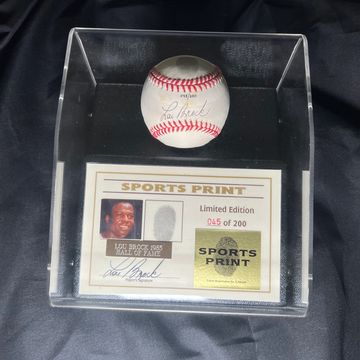 Lou Brock
SPORTS PRINT
Limited Edition
045 of 200
LOU BROCK 1985
HALL OF FAME
Lou Brock
SPORTS
PRINT